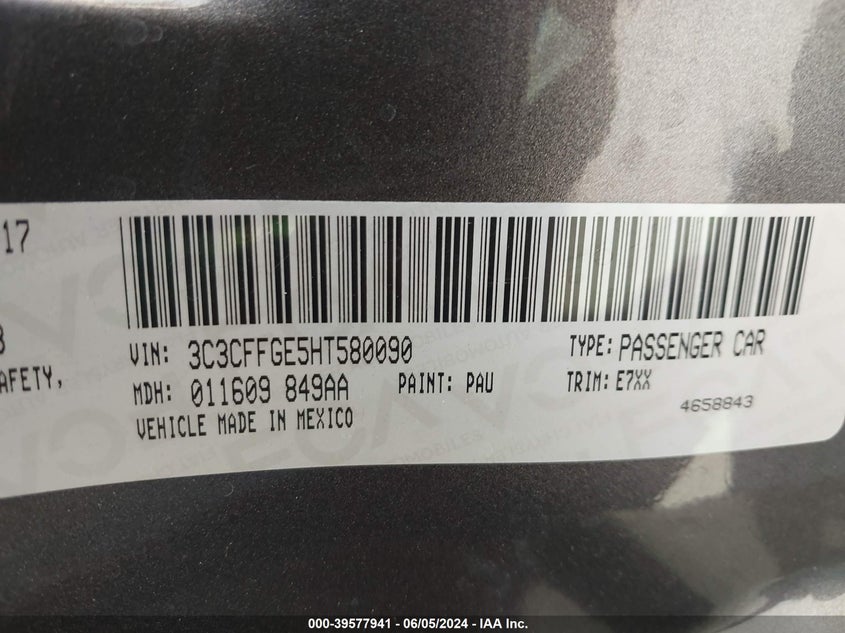 17
VIN: 3C3CFFGE5HT580090
TYPE: PASSENGER CAR
AFETY,
MDH: 011609 849AA
PAINT: PAU
TRIM: E7XX
4658843
VEHICLE MADE IN MEXICO
000-39577941 - 06/05/2024 - IAA Inc.